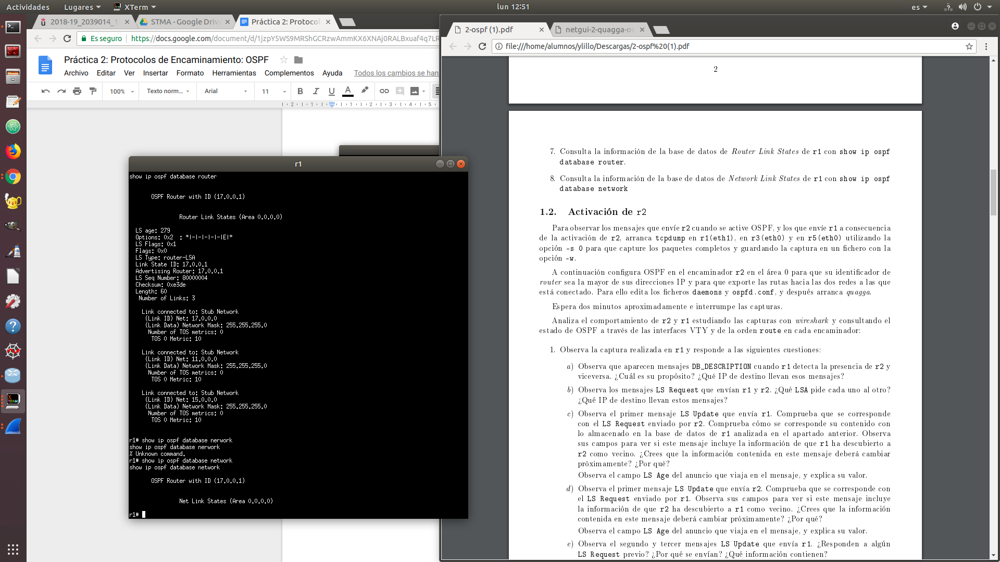 Actividades
Lugares
XTerm
lun 12:51
es
2018-19_2039014_1
STMA - Google Drive
Práctica 2: Protocol
Es seguro
https://docs.google.com/document/d/1jzpY5WS9MRShGCRzwAmmKX6XNAj0RALBxuaf4q7LR
Práctica 2: Protocolos de Encaminamiento: OSPF
Archivo Editar Ver Insertar Formato Herramientas Complementos Ayuda Todos los cambios se han
100% Texto norm... Arial 11
B I U A
2 1 1 2 3 4 5
r1
show ip ospf database router
OSPF Router with ID (17.0.0.1)
Router Link States (Area 0.0.0.0)
LS age: 279
Options: 0x2  : *|-|-|-|-|-|E|*
LS Flags: 0x1
Flags: 0x0
LS Type: router-LSA
Link State ID: 17.0.0.1
Advertising Router: 17.0.0.1
LS Seq Number: 80000004
Checksum: 0xe3de
Length: 60
Number of Links: 3
Link connected to: Stub Network
(Link ID) Net: 17.0.0.0
(Link Data) Network Mask: 255.255.255.0
Number of TOS metrics: 0
TOS 0 Metric: 10
Link connected to: Stub Network
(Link ID) Net: 11.0.0.0
(Link Data) Network Mask: 255.255.255.0
Number of TOS metrics: 0
TOS 0 Metric: 10
Link connected to: Stub Network
(Link ID) Net: 15.0.0.0
(Link Data) Network Mask: 255.255.255.0
Number of TOS metrics: 0
TOS 0 Metric: 10
r1# show ip ospf database nerwork
show ip ospf database nerwork
% Unknown command.
r1# show ip ospf database network
show ip ospf database network
OSPF Router with ID (17.0.0.1)
Net Link States (Area 0.0.0.0)
r1#
2-ospf (1).pdf
netgui-2-quagga-os
file:///home/alumnos/ylillo/Descargas/2-ospf%20(1).pdf
2
7. Consulta la información de la base de datos de Router Link States de r1 con show ip ospf
database router.
8. Consulta la información de la base de datos de Network Link States de r1 con show ip ospf
database network
1.2. Activación de r2
Para observar los mensajes que envíe r2 cuando se active OSPF, y los que envíe r1 a consecuencia
de la activación de r2, arranca tcpdump en r1(eth1), en r3(eth0) y en r5(eth0) utilizando la
opción -s 0 para que capture los paquetes completos y guardando la captura en un fichero con la
opción -w.
A continuación configura OSPF en el encaminador r2 en el área 0 para que su identificador de
router sea la mayor de sus direcciones IP y para que exporte las rutas hacia las dos redes a las que
está conectado. Para ello edita los ficheros daemons y ospfd.conf, y después arranca quagga.
Espera dos minutos aproximadamente e interrumpe las capturas.
Analiza el comportamiento de r2 y r1 estudiando las capturas con wireshark y consultando el
estado de OSPF a través de las interfaces VTY y de la orden route en cada encaminador:
1. Observa la captura realizada en r1 y responde a las siguientes cuestiones:
a) Observa que aparecen mensajes DB_DESCRIPTION cuando r1 detecta la presencia de r2 y
viceversa. ¿Cuál es su propósito? ¿Qué IP de destino llevan esos mensajes?
b) Observa los mensajes LS Request que envían r1 y r2. ¿Qué LSA pide cada uno al otro?
¿Qué IP de destino llevan estos mensajes?
c) Observa el primer mensaje LS Update que envía r1. Comprueba que se corresponde
con el LS Request enviado por r2. Comprueba cómo se corresponde su contenido con
lo almacenado en la base de datos de r1 analizada en el apartado anterior. Observa
sus campos para ver si este mensaje incluye la información de que r1 ha descubierto a
r2 como vecino. ¿Crees que la información contenida en este mensaje deberá cambiar
próximamente? ¿Por qué?
Observa el campo LS Age del anuncio que viaja en el mensaje, y explica su valor.
d) Observa el primer mensaje LS Update que envía r2. Comprueba que se corresponde con
el LS Request enviado por r1. Observa sus campos para ver si este mensaje incluye
la información de que r2 ha descubierto a r1 como vecino. ¿Crees que la información
contenida en este mensaje deberá cambiar próximamente? ¿Por qué?
Observa el campo LS Age del anuncio que viaja en el mensaje, y explica su valor.
e) Observa el segundo y tercer mensajes LS Update que envía r1. ¿Responden a algún
LS Request previo? ¿Por qué se envían? ¿Qué información contienen?